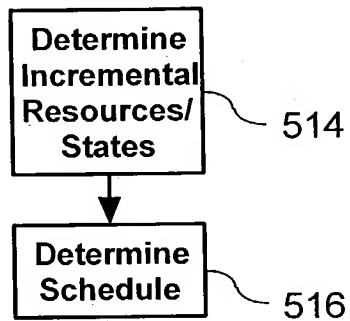 Determine
Incremental
Resources/
States
514
Determine
Schedule
516